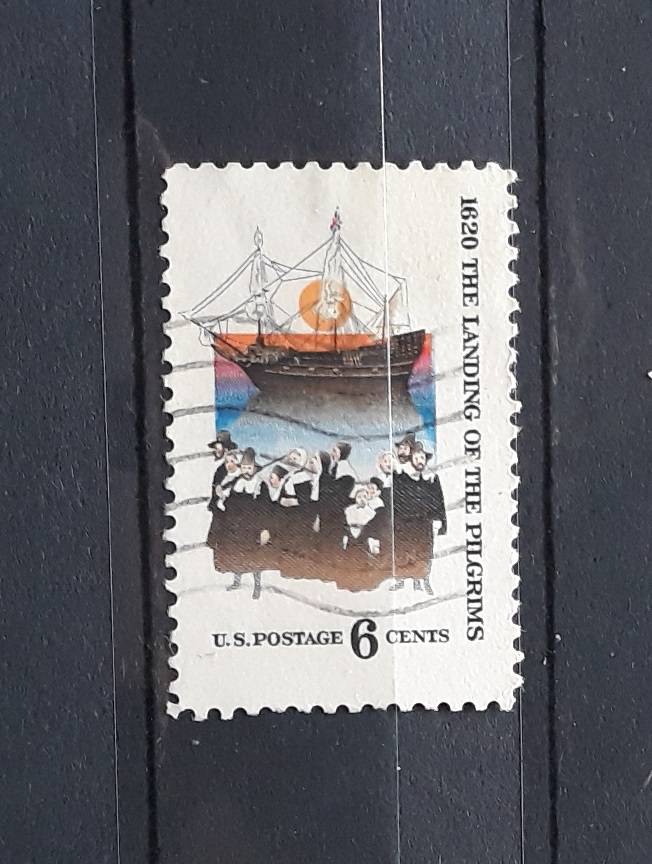 1620 THE LANDING OF THE PILGRIMS
U.S.POSTAGE 6 CENTS